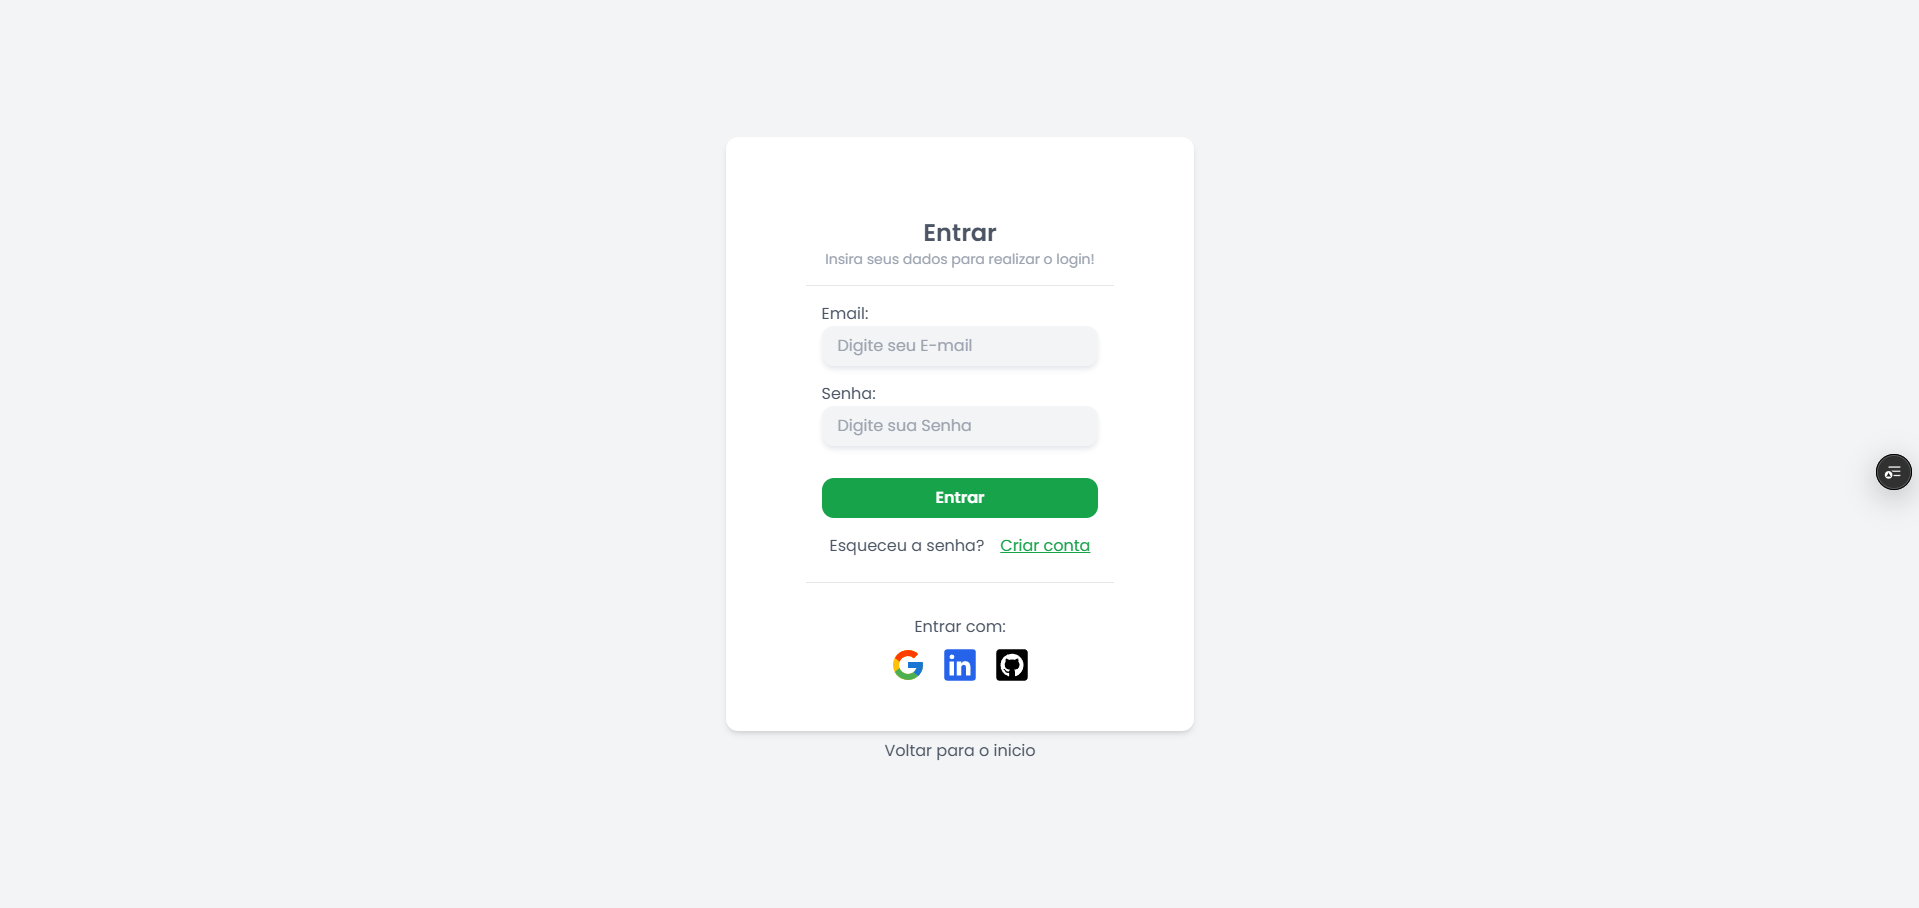 Entrar
Insira seus dados para realizar o login!
Email:
Digite seu E-mail
Senha:
Digite sua Senha
Entrar
Esqueceu a senha? Criar conta
Entrar com:
Voltar para o inicio